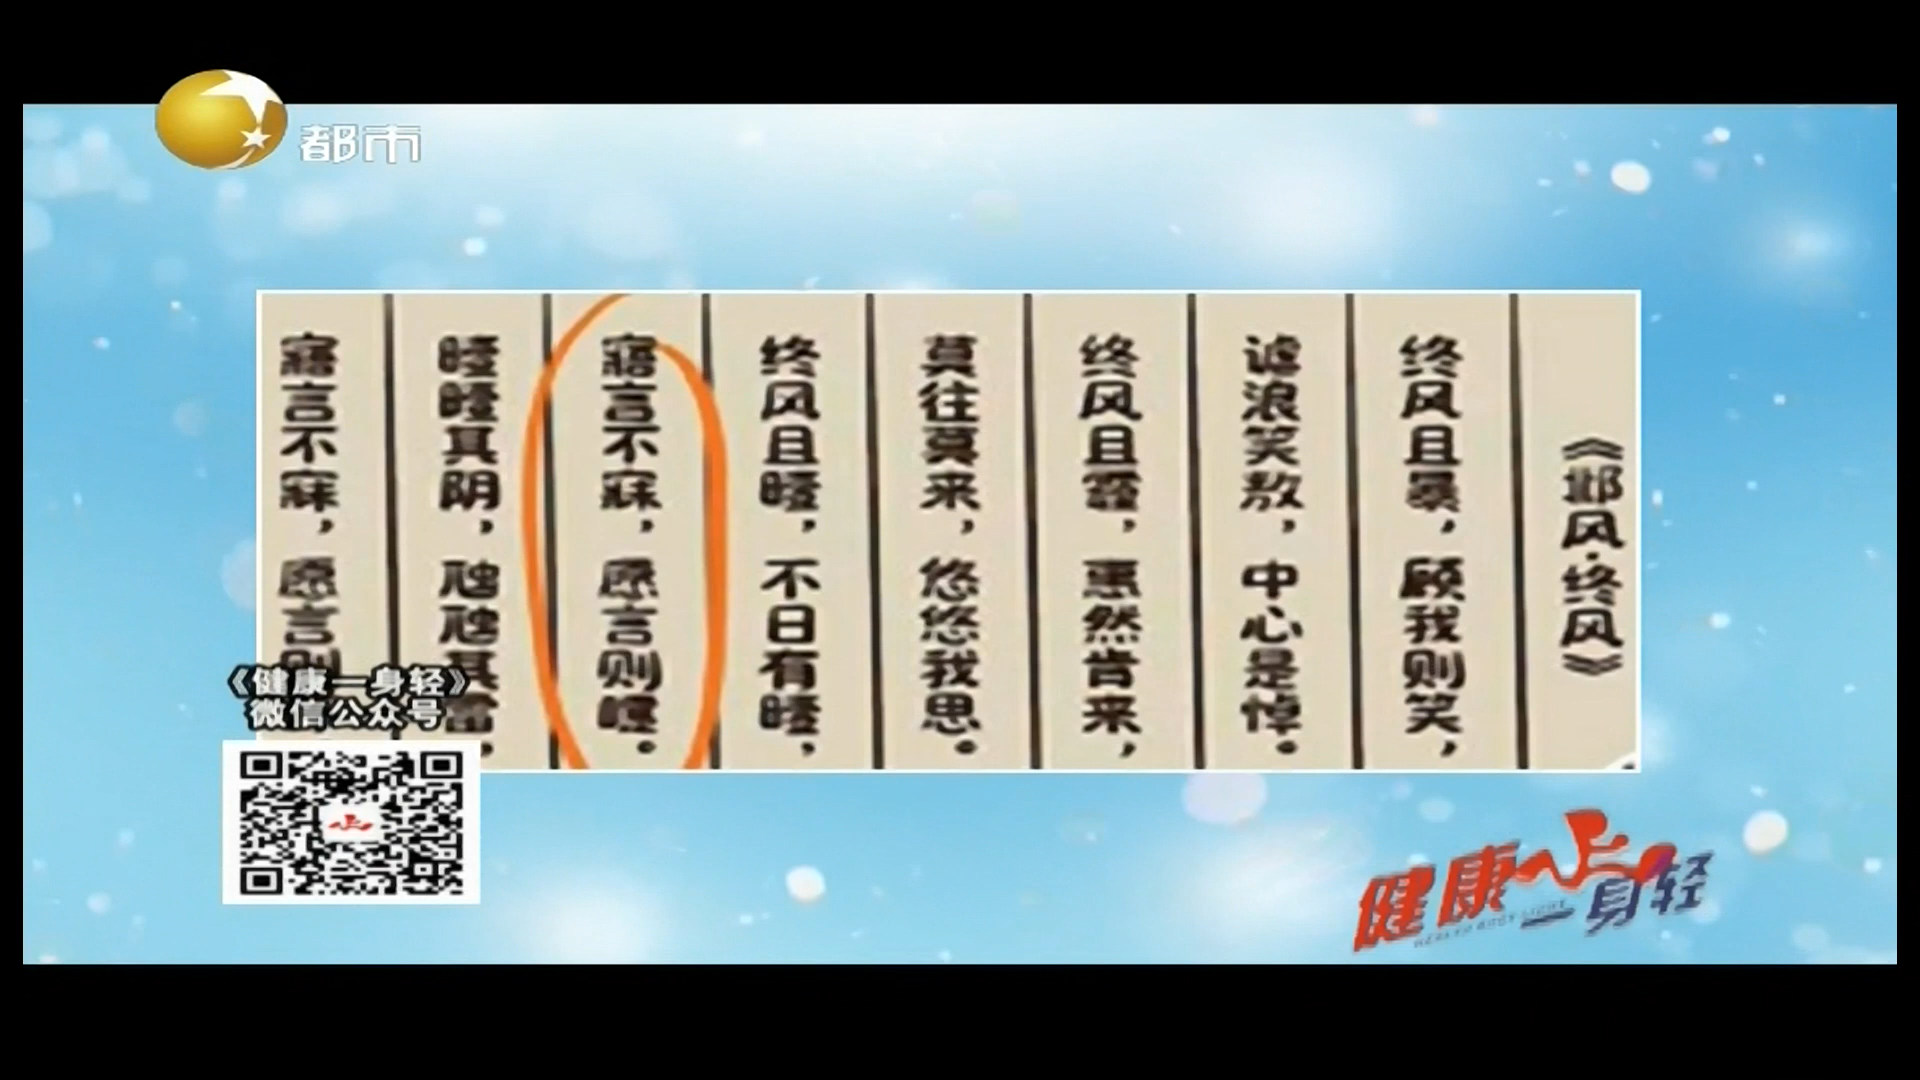 都市
《邶风·终风》
终风且暴，顾我则笑，
谑浪笑敖，中心是悼。
终风且霾，惠然肯来，
莫往莫来，悠悠我思。
终风且曀，不日有曀，
寤言不寐，愿言则嚏。
曀曀其阴，虺虺其雷，
寤言不寐，愿言则
《健康一身轻》
微信公众号
健康一身轻